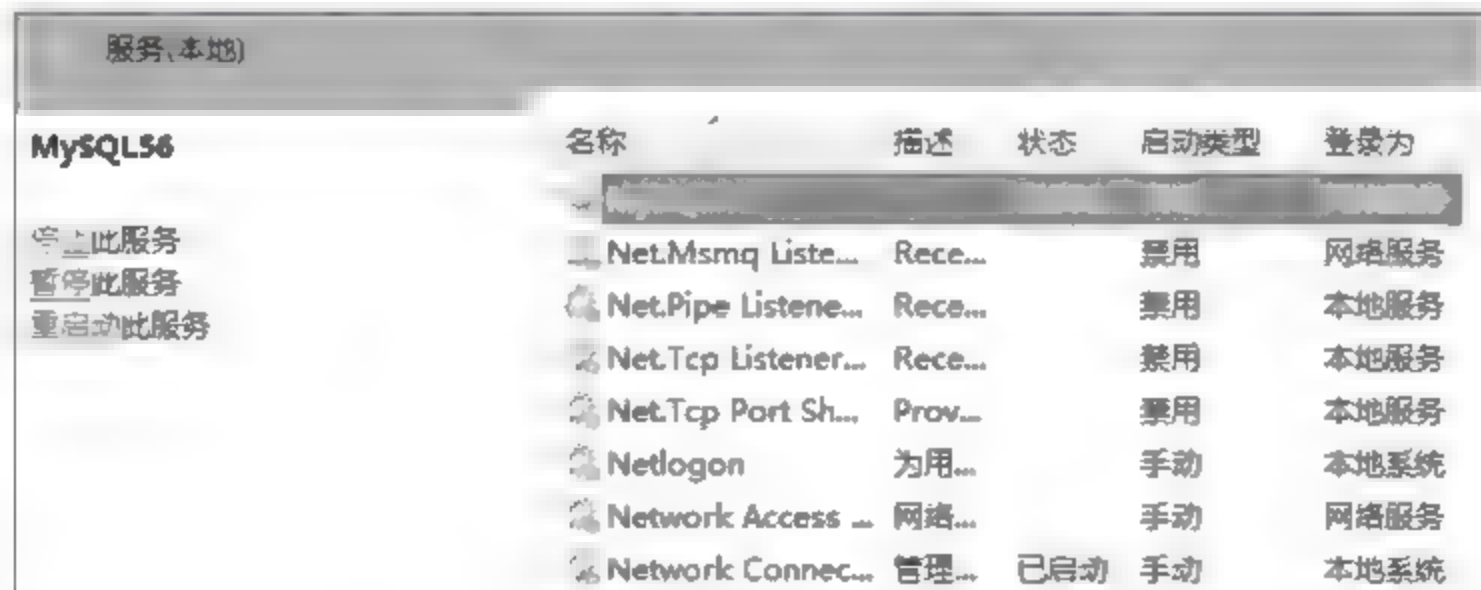 服务(本地)
MySQL56
停止此服务
暂停此服务
重启动此服务
名称 描述 状态 启动类型 登录为
Net.Msmq Liste... Rece... 禁用 网络服务
Net.Pipe Listene... Rece... 禁用 本地服务
Net.Tcp Listener... Rece... 禁用 本地服务
Net.Tcp Port Sh... Prov... 禁用 本地服务
Netlogon 为用... 手动 本地系统
Network Access ... 网络... 手动 网络服务
Network Connec... 管理... 已启动 手动 本地系统